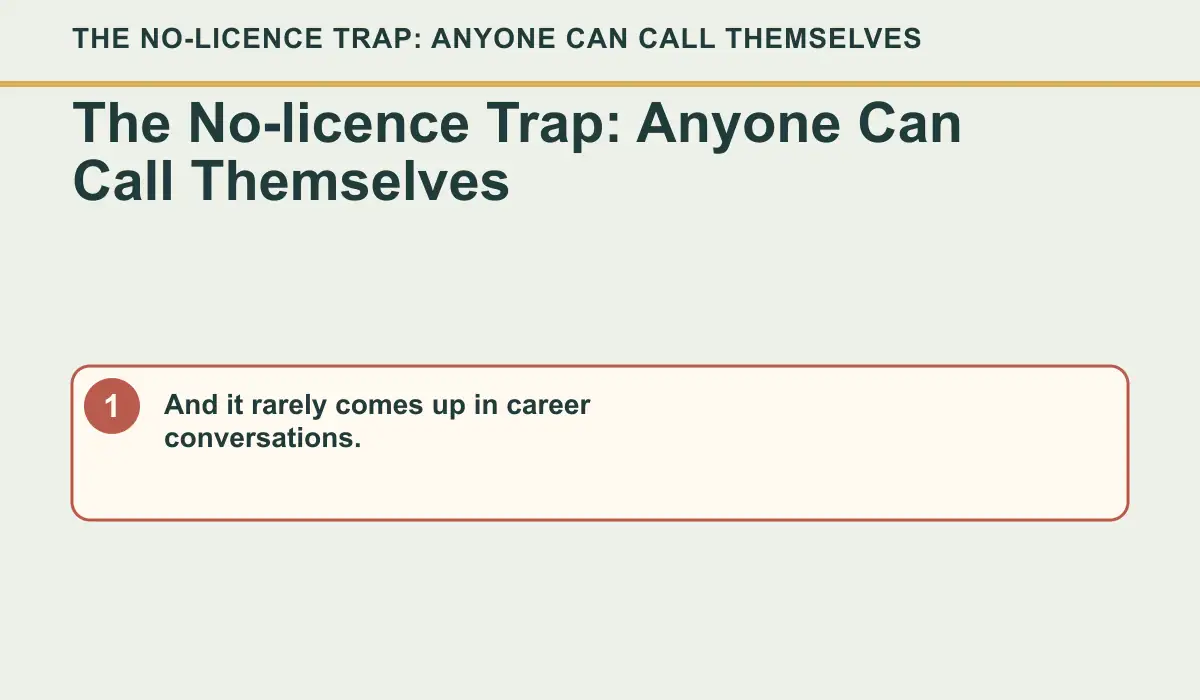 THE NO-LICENCE TRAP: ANYONE CAN CALL THEMSELVES
The No-licence Trap: Anyone Can
Call Themselves
1
And it rarely comes up in career
conversations.